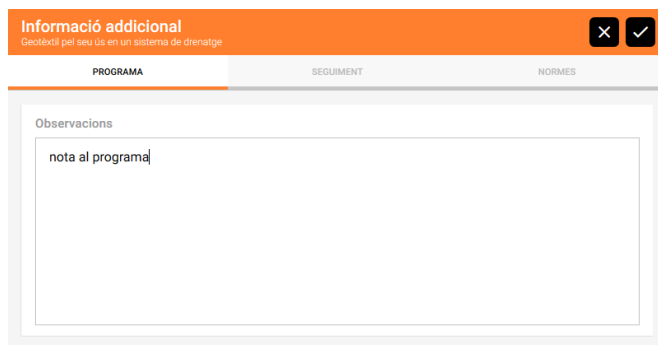 Informació addicional
Geotèxtil pel seu ús en un sistema de drenatge
PROGRAMA
SEGUIMENT
NORMES
Observacions
nota al programa